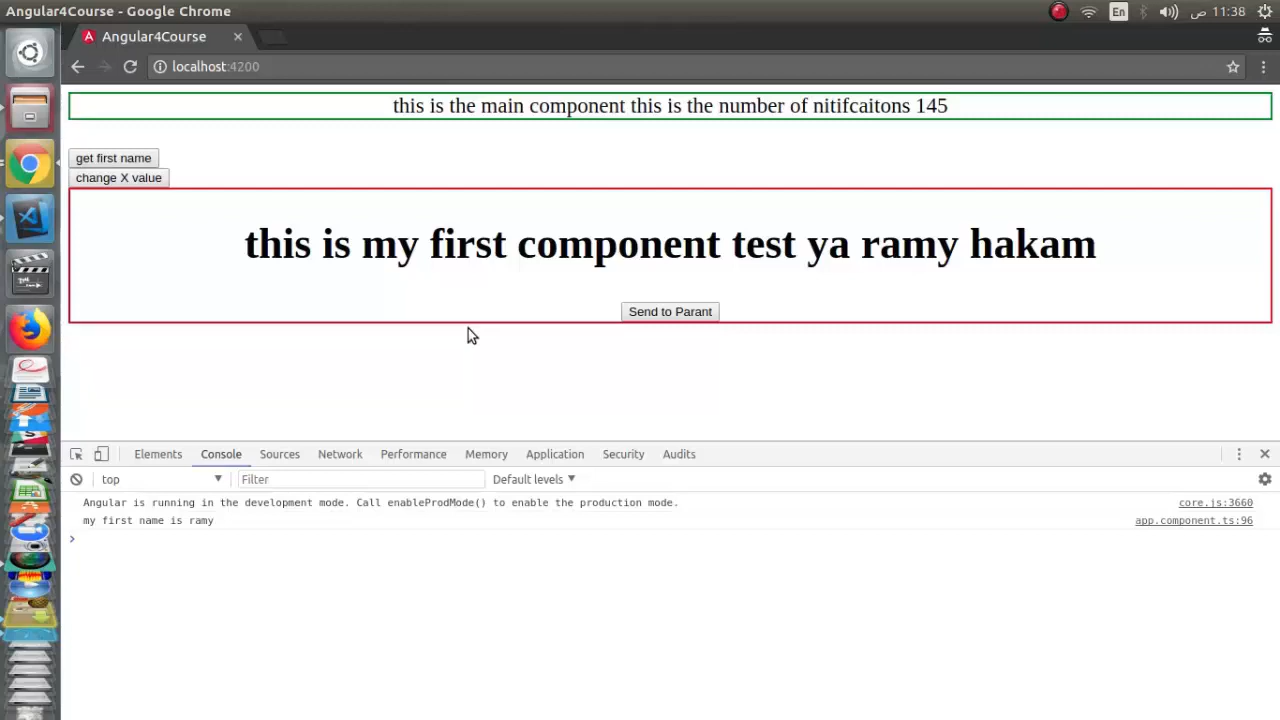 Angular4Course - Google Chrome
En
ص 11:38
Angular4Course
localhost:4200
this is the main component this is the number of nitifcaitons 145
get first name
change X value
this is my first component test ya ramy hakam
Send to Parant
Elements Console Sources Network Performance Memory Application Security Audits
top Filter Default levels
Angular is running in the development mode. Call enableProdMode() to enable the production mode. core.js:3660
my first name is ramy app.component.ts:96